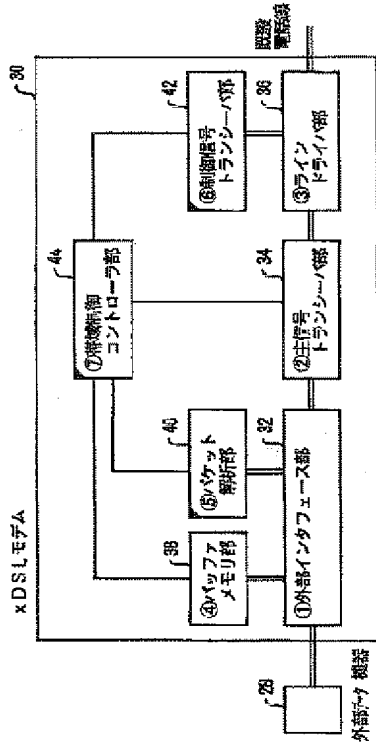 xDSLモデム
30
44
⑦帯域制御
コントローラ部
38
④バッファ
メモリ部
40
⑤パケット
解析部
42
⑥制御信号
トランシーバ部
28
外部データ機器
32
①外部インタフェース部
34
②主信号
トランシーバ部
36
③ライン
ドライバ部
既設
電話線